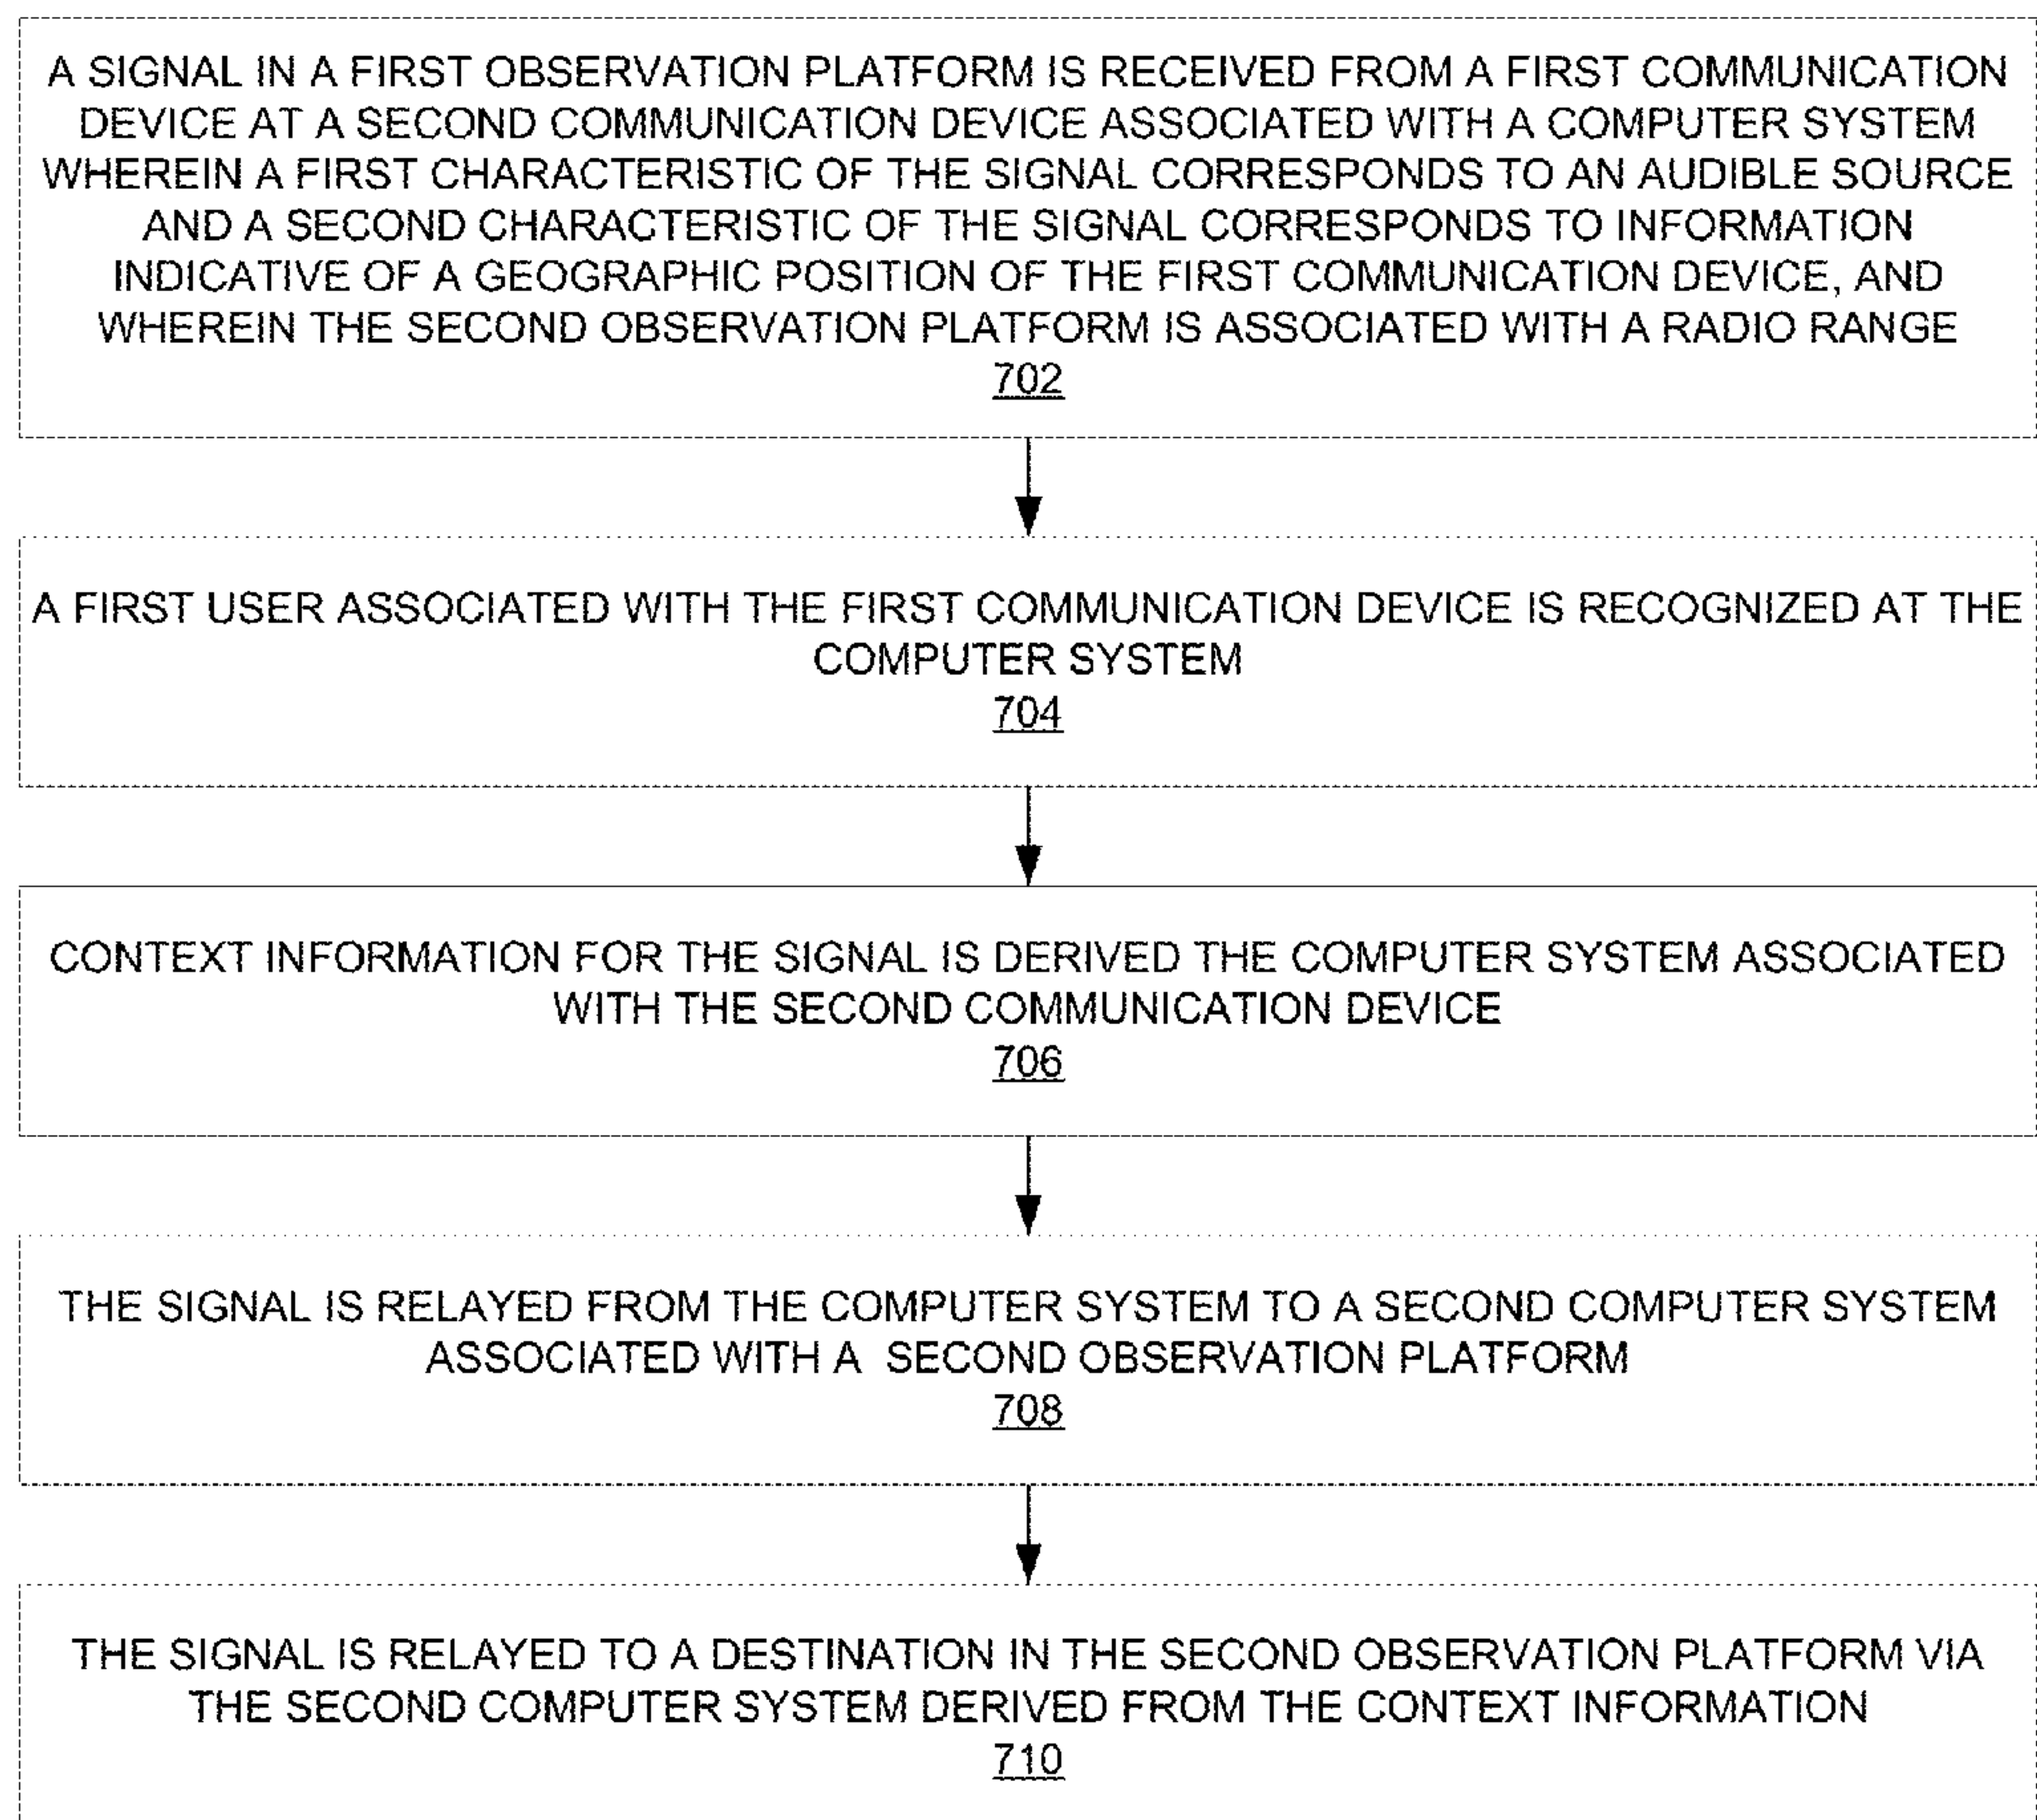 A SIGNAL IN A FIRST OBSERVATION PLATFORM IS RECEIVED FROM A FIRST COMMUNICATION
DEVICE AT A SECOND COMMUNICATION DEVICE ASSOCIATED WITH A COMPUTER SYSTEM
WHEREIN A FIRST CHARACTERISTIC OF THE SIGNAL CORRESPONDS TO AN AUDIBLE SOURCE
AND A SECOND CHARACTERISTIC OF THE SIGNAL CORRESPONDS TO INFORMATION
INDICATIVE OF A GEOGRAPHIC POSITION OF THE FIRST COMMUNICATION DEVICE, AND
WHEREIN THE SECOND OBSERVATION PLATFORM IS ASSOCIATED WITH A RADIO RANGE
702
A FIRST USER ASSOCIATED WITH THE FIRST COMMUNICATION DEVICE IS RECOGNIZED AT THE
COMPUTER SYSTEM
704
CONTEXT INFORMATION FOR THE SIGNAL IS DERIVED THE COMPUTER SYSTEM ASSOCIATED
WITH THE SECOND COMMUNICATION DEVICE
706
THE SIGNAL IS RELAYED FROM THE COMPUTER SYSTEM TO A SECOND COMPUTER SYSTEM
ASSOCIATED WITH A SECOND OBSERVATION PLATFORM
708
THE SIGNAL IS RELAYED TO A DESTINATION IN THE SECOND OBSERVATION PLATFORM VIA
THE SECOND COMPUTER SYSTEM DERIVED FROM THE CONTEXT INFORMATION
710